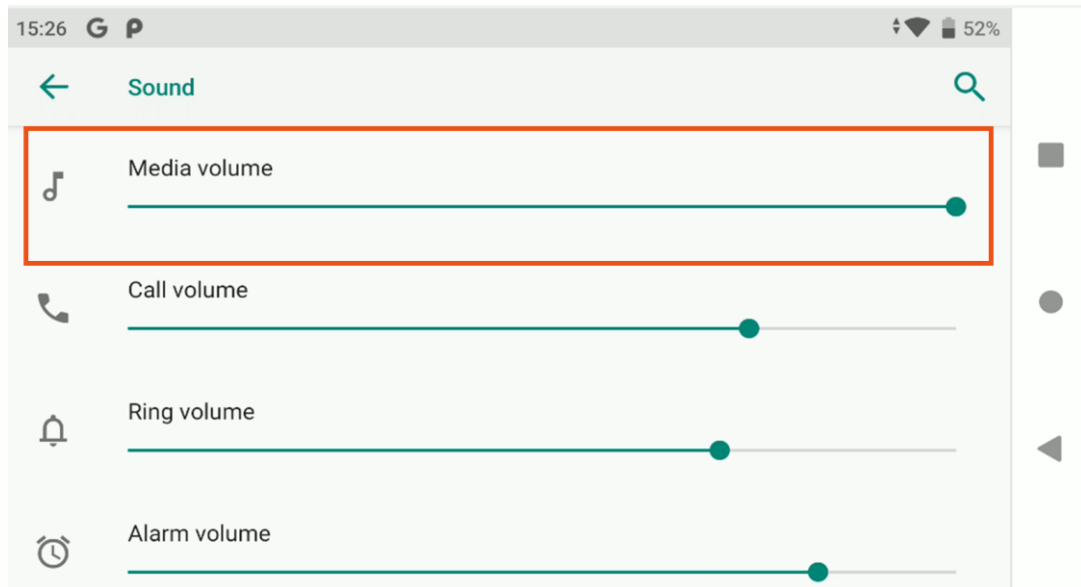 15:26 G P 52%
Sound
Media volume
Call volume
Ring volume
Alarm volume